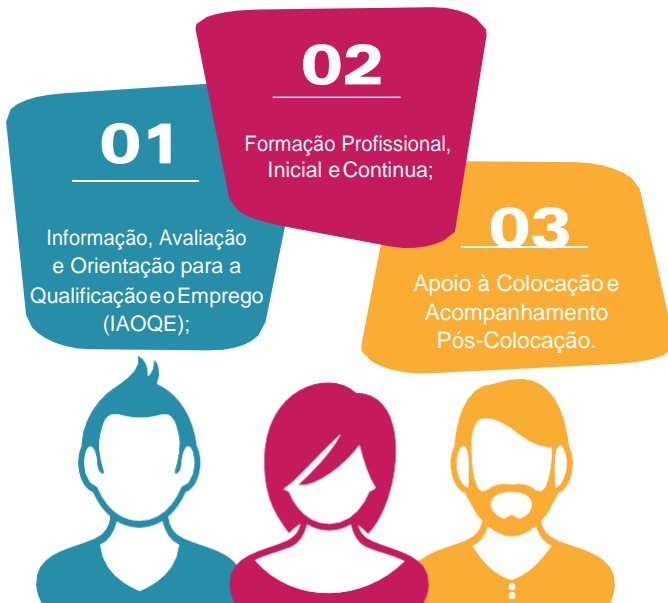 01
Informação, Avaliação
e Orientação para a
Qualificação e o Emprego
(IAOQE);
02
Formação Profissional,
Inicial e Continua;
03
Apoio à Colocação e
Acompanhamento
Pós-Colocação.